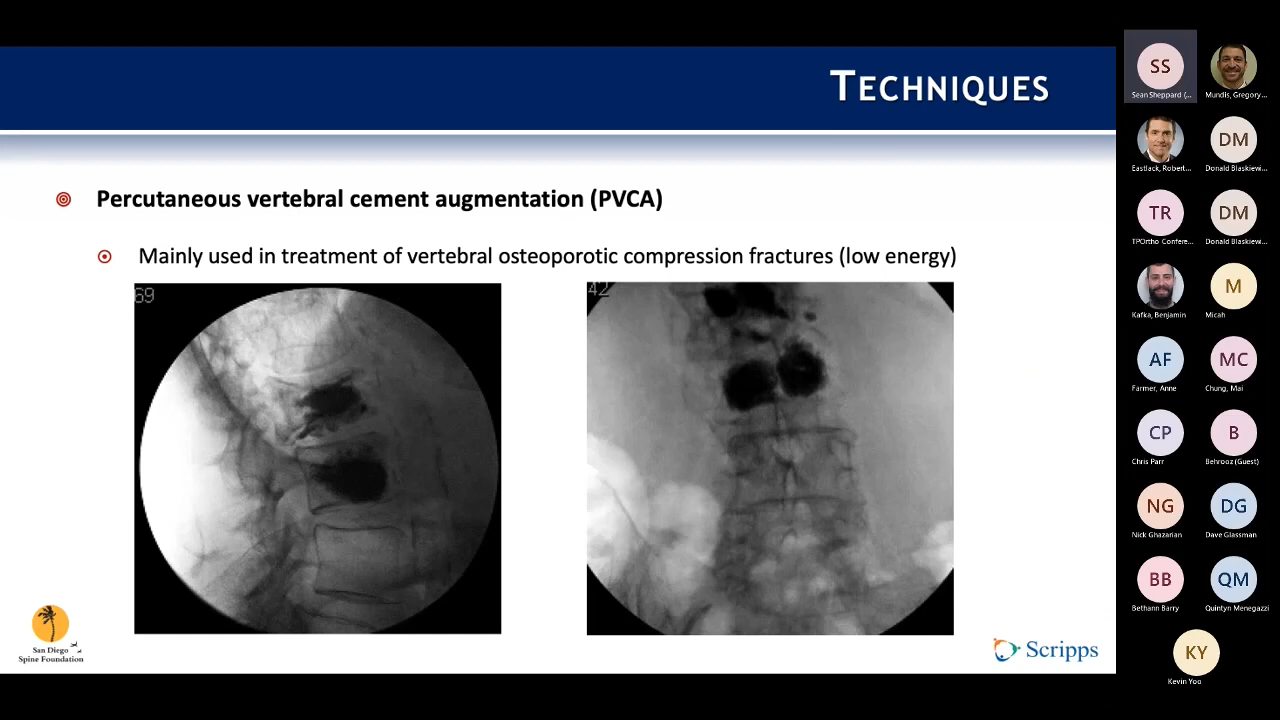 TECHNIQUES
Percutaneous vertebral cement augmentation (PVCA)
Mainly used in treatment of vertebral osteoporotic compression fractures (low energy)
69
42
San Diego
Spine Foundation
Scripps
SS
Sean Sheppard (...
Mundis, Gregory...
Eastlack, Robert...
DM
Donald Blaskiewi...
TR
TPOrtho Confere...
DM
Donald Blaskiewi...
Kafka, Benjamin
M
Micah
AF
Farmer, Anne
MC
Chung, Mai
CP
Chris Parr
B
Behrooz (Guest)
NG
Nick Ghazarian
DG
Dave Glassman
BB
Bethann Barry
QM
Quintyn Menegazzi
KY
Kevin Yoo